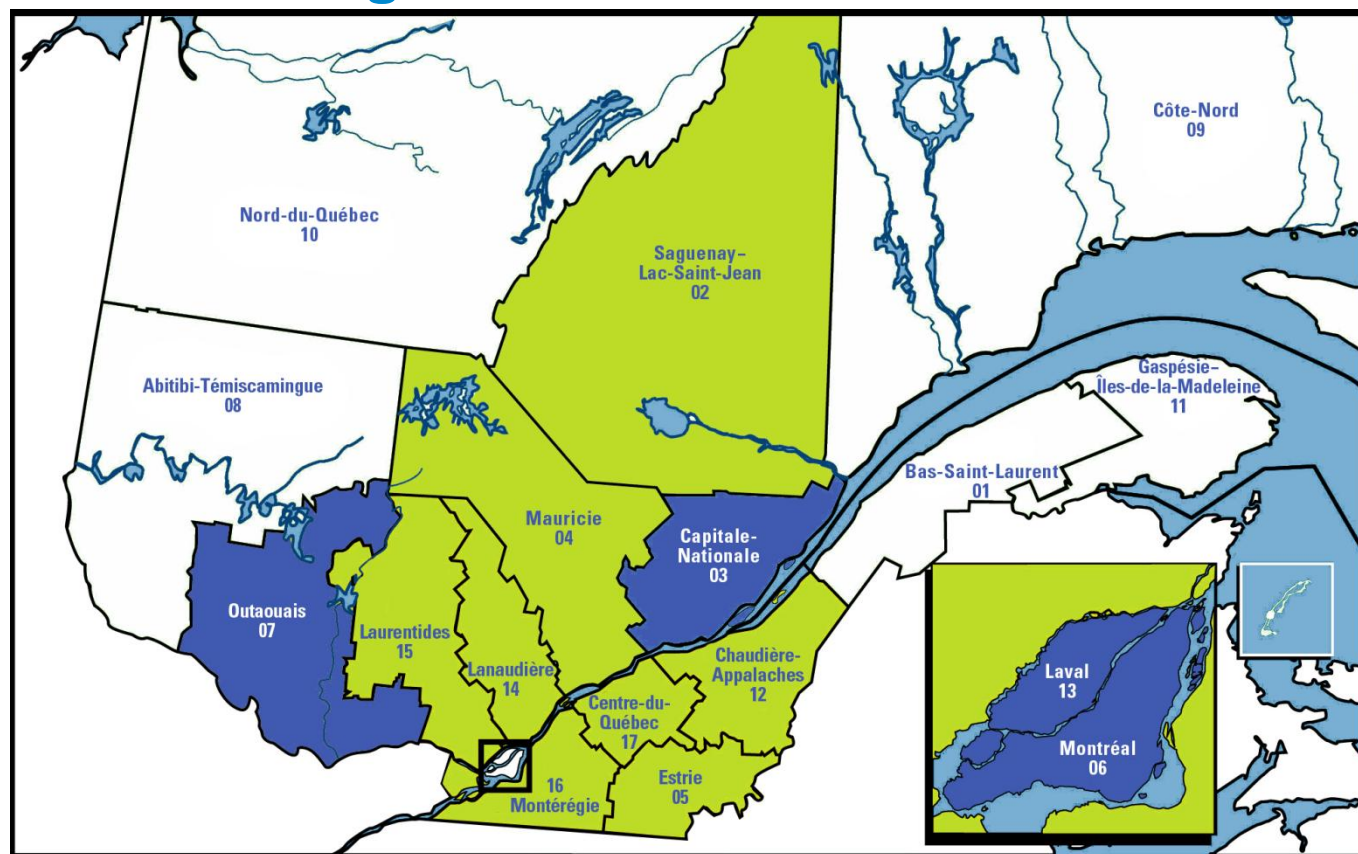 Côte-Nord
09
Nord-du-Québec
10
Saguenay–
Lac-Saint-Jean
02
Gaspésie–
Îles-de-la-Madeleine
11
Abitibi-Témiscamingue
08
Bas-Saint-Laurent
01
Mauricie
04
Capitale-
Nationale
03
Outaouais
07
Laurentides
15
Lanaudière
14
Chaudière-
Appalaches
12
Centre-du-
Québec
17
Estrie
05
16
Montérégie
Laval
13
Montréal
06